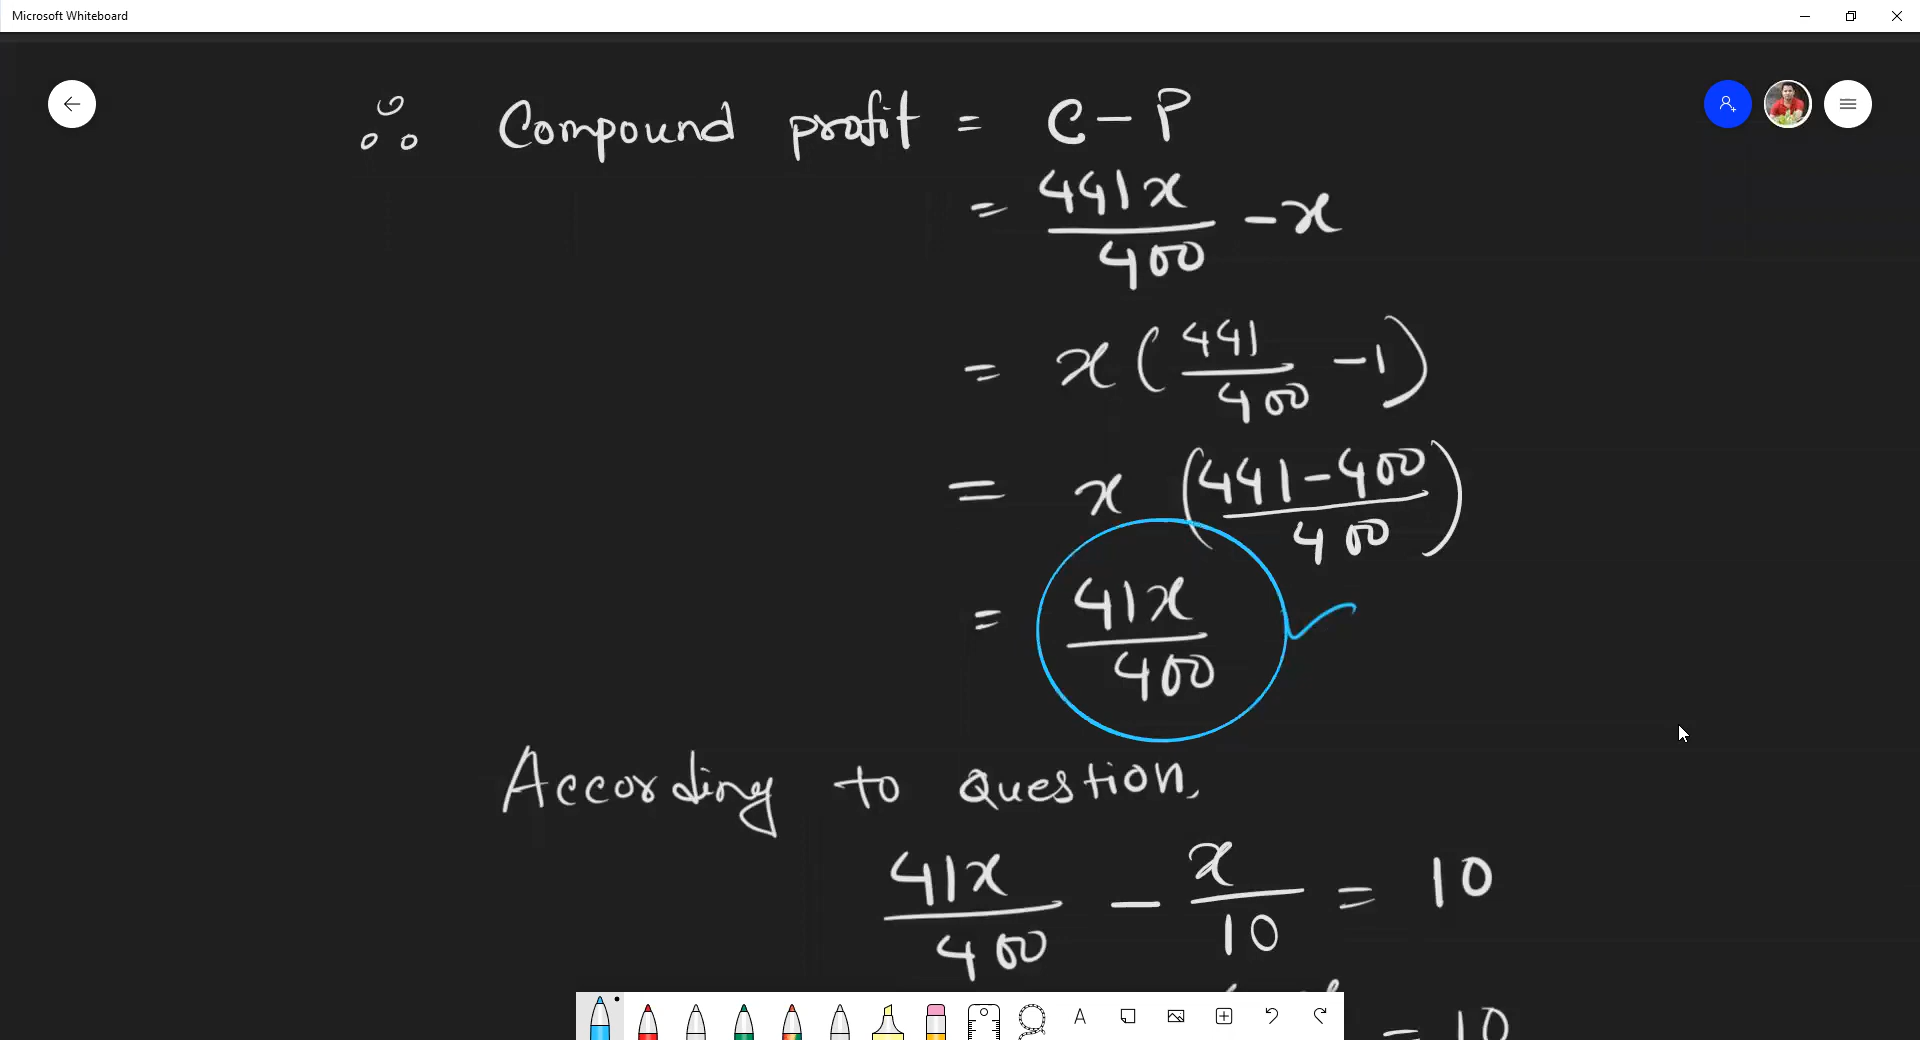 Microsoft Whiteboard
∴ Compound profit = C - P
= 441x/400 - x
= x(441/400 - 1)
= x(441-400/400)
= 41x/400
According to question,
41x/400 - x/10 = 10
= 10